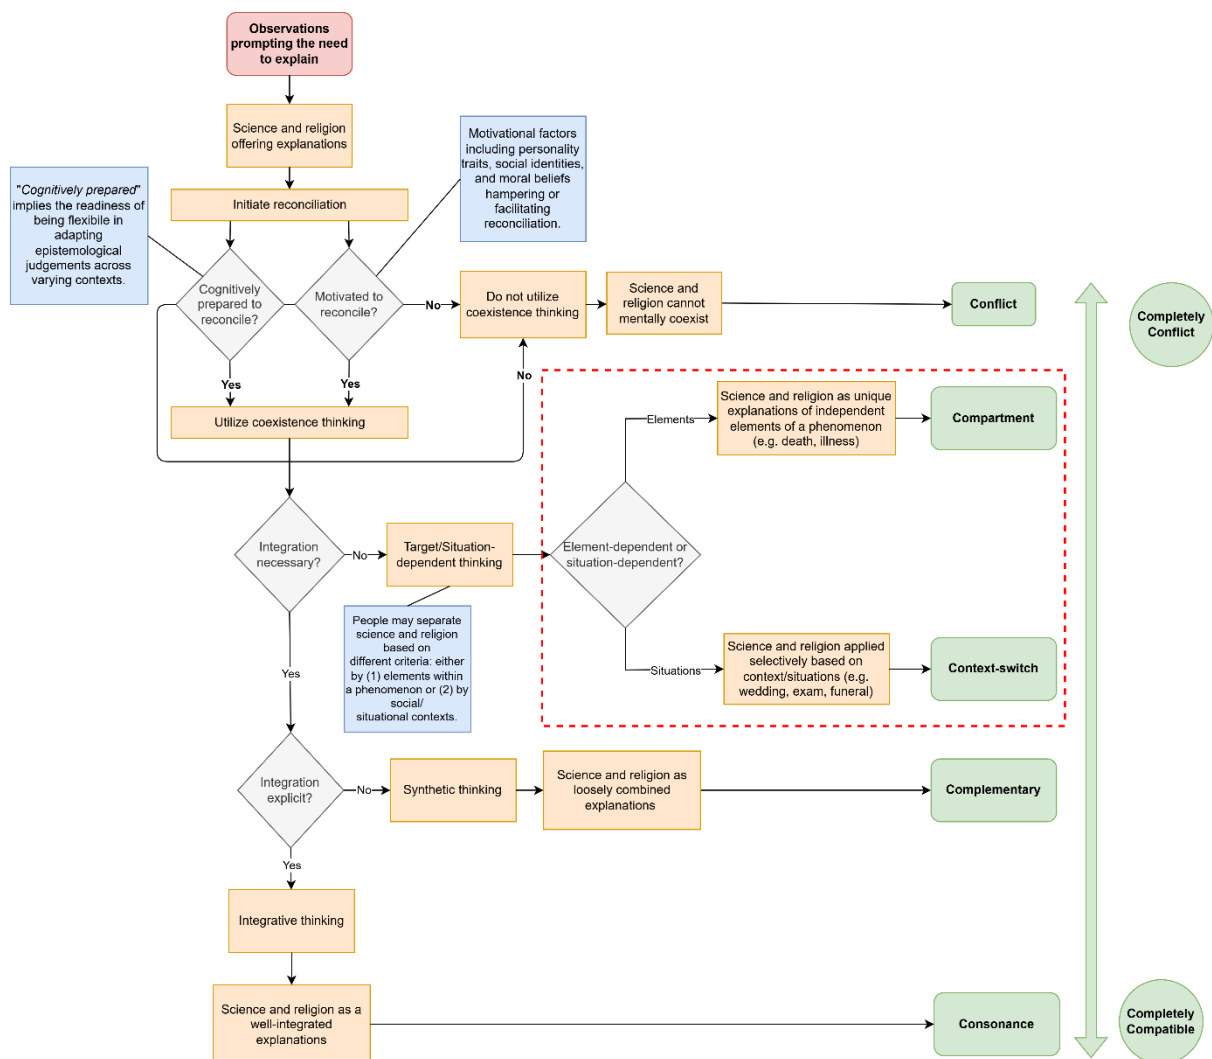 Observations
prompting the need
to explain
Science and religion
offering explanations
Motivational factors
including personality
traits, social identities,
and moral beliefs
hampering or
facilitating
reconciliation.
"Cognitively prepared"
implies the readiness of
being flexibile in
adapting
epistemological
judgements across
varying contexts.
Initiate reconciliation
Cognitively
prepared to
reconcile?
Motivated to
reconcile?
No
Do not utilize
coexistence thinking
Science and
religion cannot
mentally coexist
Conflict
Completely
Conflict
Yes
Yes
No
Utilize coexistence thinking
Elements
Science and religion as unique
explanations of independent
elements of a phenomenon
(e.g. death, illness)
Compartment
Integration
necessary?
No
Target/Situation-
dependent thinking
Element-dependent or
situation-dependent?
People may separate
science and religion
based on
different criteria: either
by (1) elements within
a phenomenon or (2) by
social/
situational contexts.
Situations
Science and religion applied
selectively based on
context/situations (e.g.
wedding, exam, funeral)
Context-switch
Yes
Integration
explicit?
No
Synthetic thinking
Science and religion as
loosely combined
explanations
Complementary
Yes
Integrative thinking
Science and religion as a
well-integrated
explanations
Consonance
Completely
Compatible